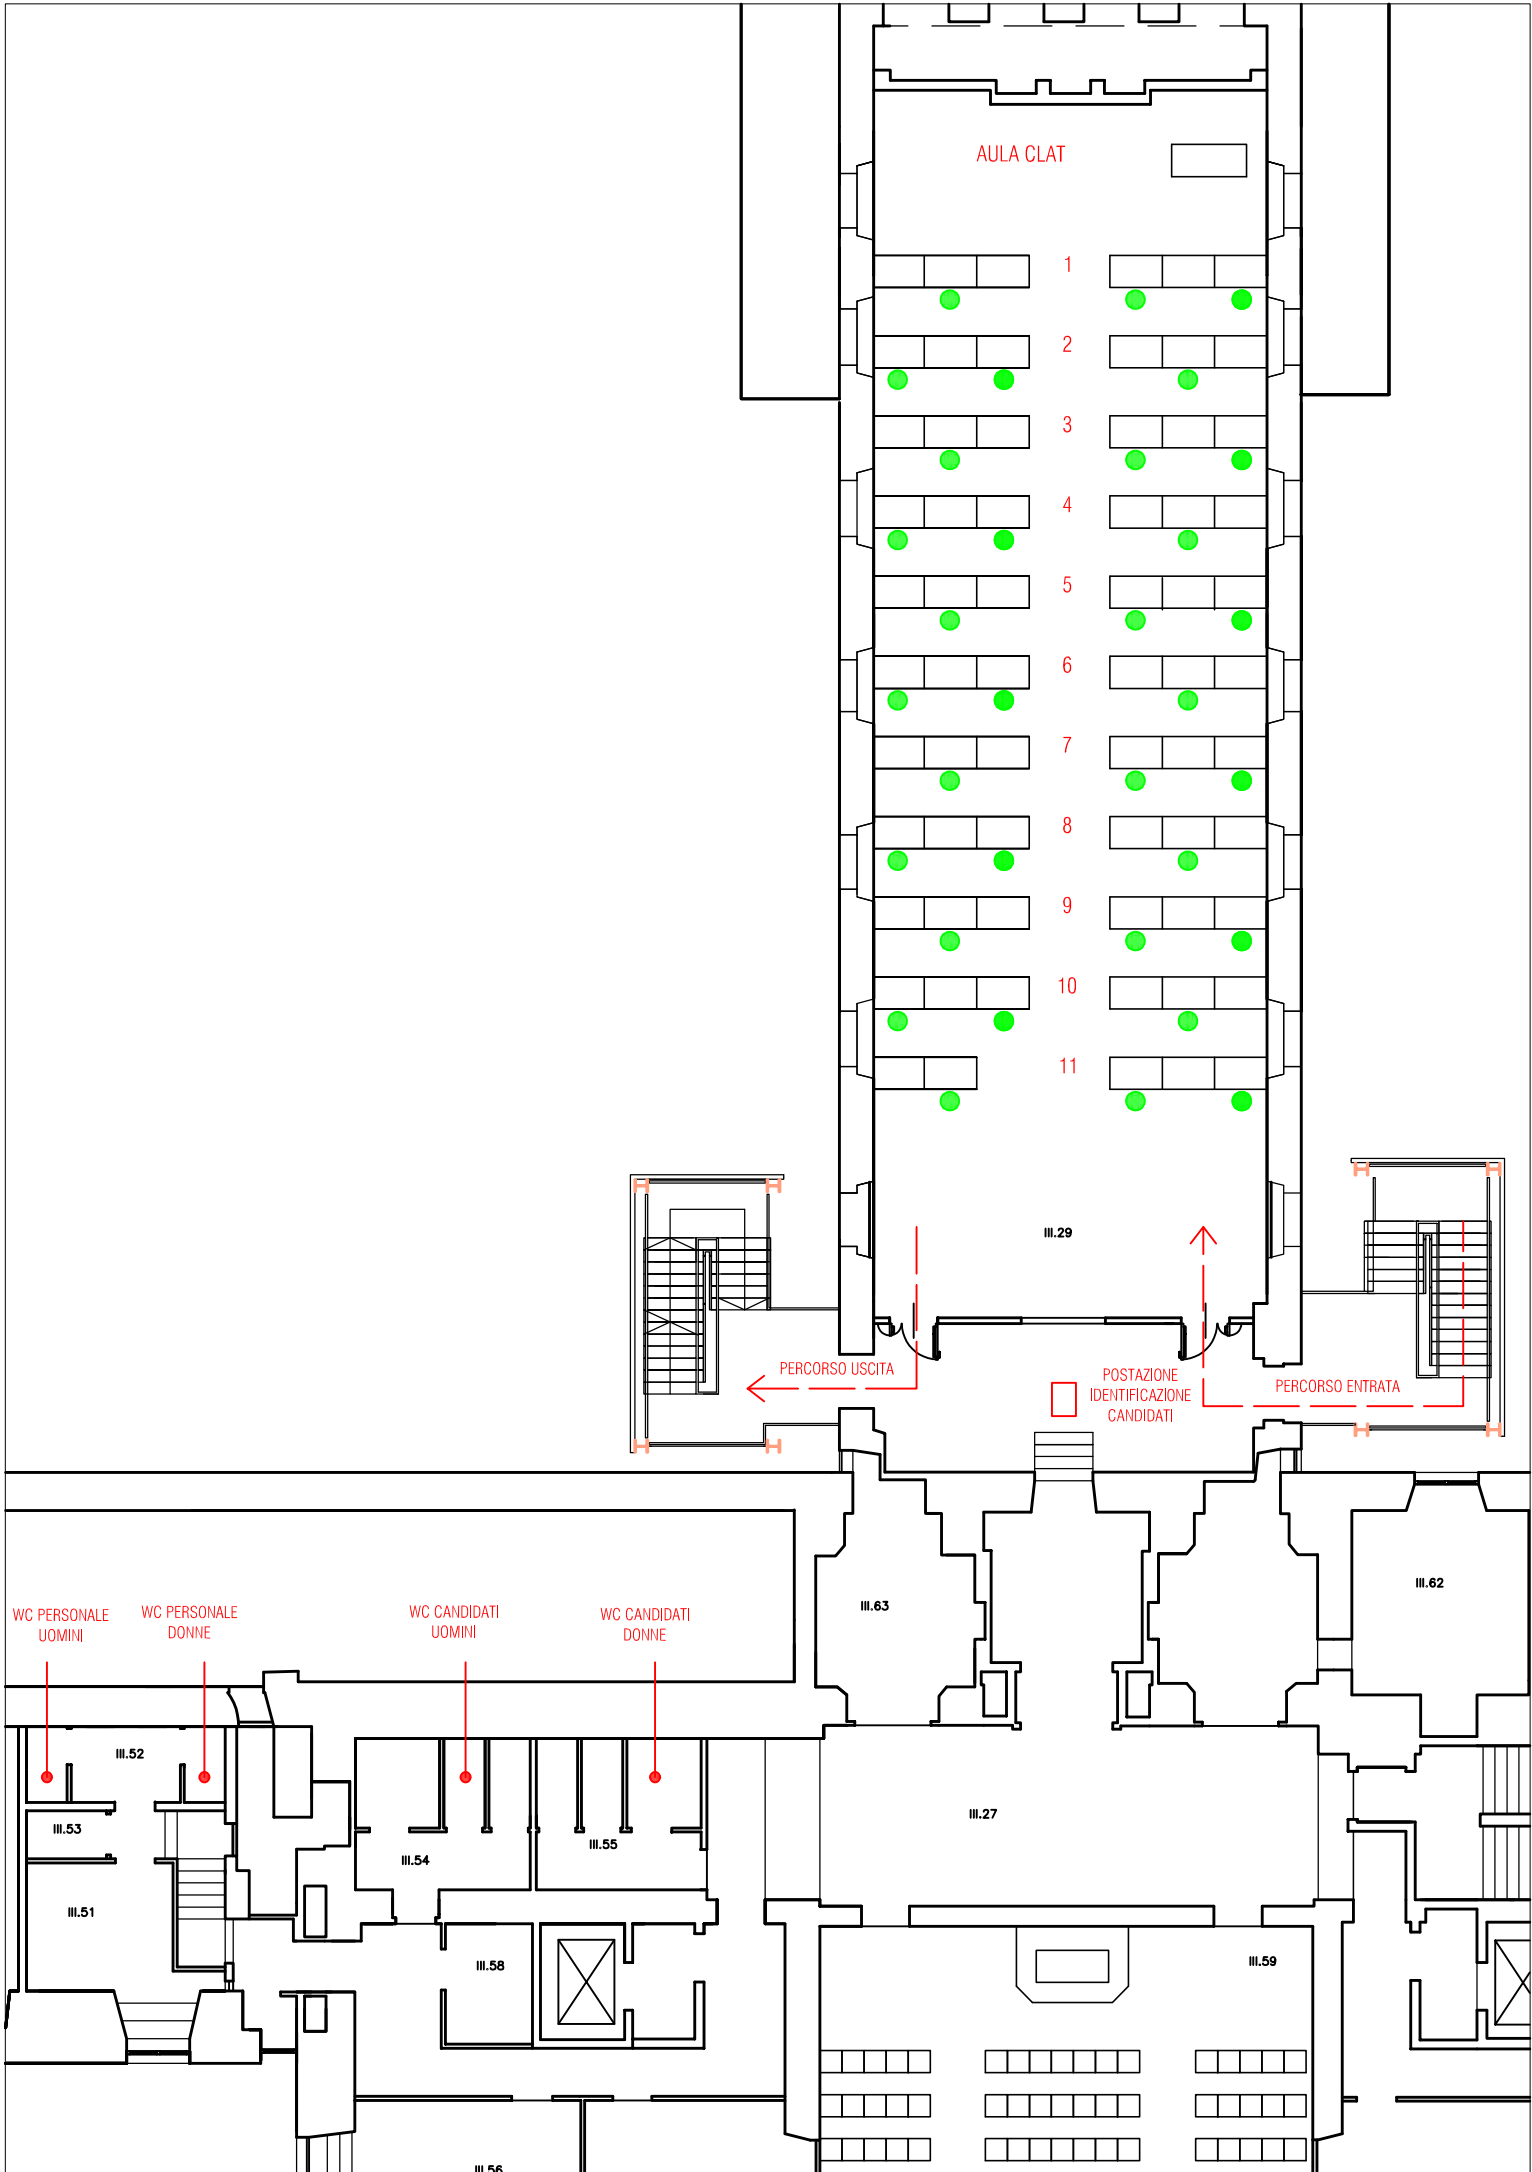 AULA CLAT
1
2
3
4
5
6
7
8
9
10
11
III.29
PERCORSO USCITA
POSTAZIONE
IDENTIFICAZIONE
CANDIDATI
PERCORSO ENTRATA
III.62
III.63
WC PERSONALE
UOMINI
WC PERSONALE
DONNE
WC CANDIDATI
UOMINI
WC CANDIDATI
DONNE
III.52
III.53
III.54
III.55
III.27
III.51
III.58
III.59
III.56